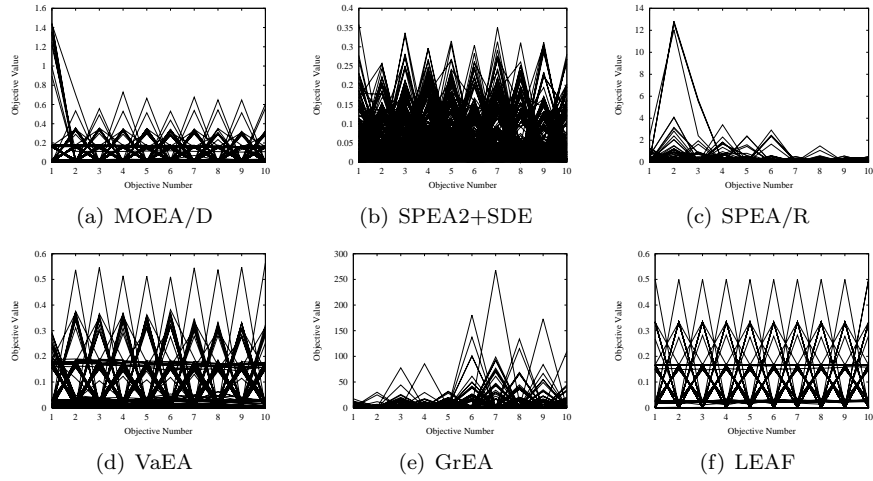 1.6
1.4
1.2
1
0.8
0.6
0.4
0.2
0
Objective Value
1 2 3 4 5 6 7 8 9 10
Objective Number
(a) MOEA/D
0.4
0.35
0.3
0.25
0.2
0.15
0.1
0.05
0
Objective Value
1 2 3 4 5 6 7 8 9 10
Objective Number
(b) SPEA2+SDE
14
12
10
8
6
4
2
0
Objective Value
1 2 3 4 5 6 7 8 9 10
Objective Number
(c) SPEA/R
0.6
0.5
0.4
0.3
0.2
0.1
0
Objective Value
1 2 3 4 5 6 7 8 9 10
Objective Number
(d) VaEA
300
250
200
150
100
50
0
Objective Value
1 2 3 4 5 6 7 8 9 10
Objective Number
(e) GrEA
0.6
0.5
0.4
0.3
0.2
0.1
0
Objective Value
1 2 3 4 5 6 7 8 9 10
Objective Number
(f) LEAF